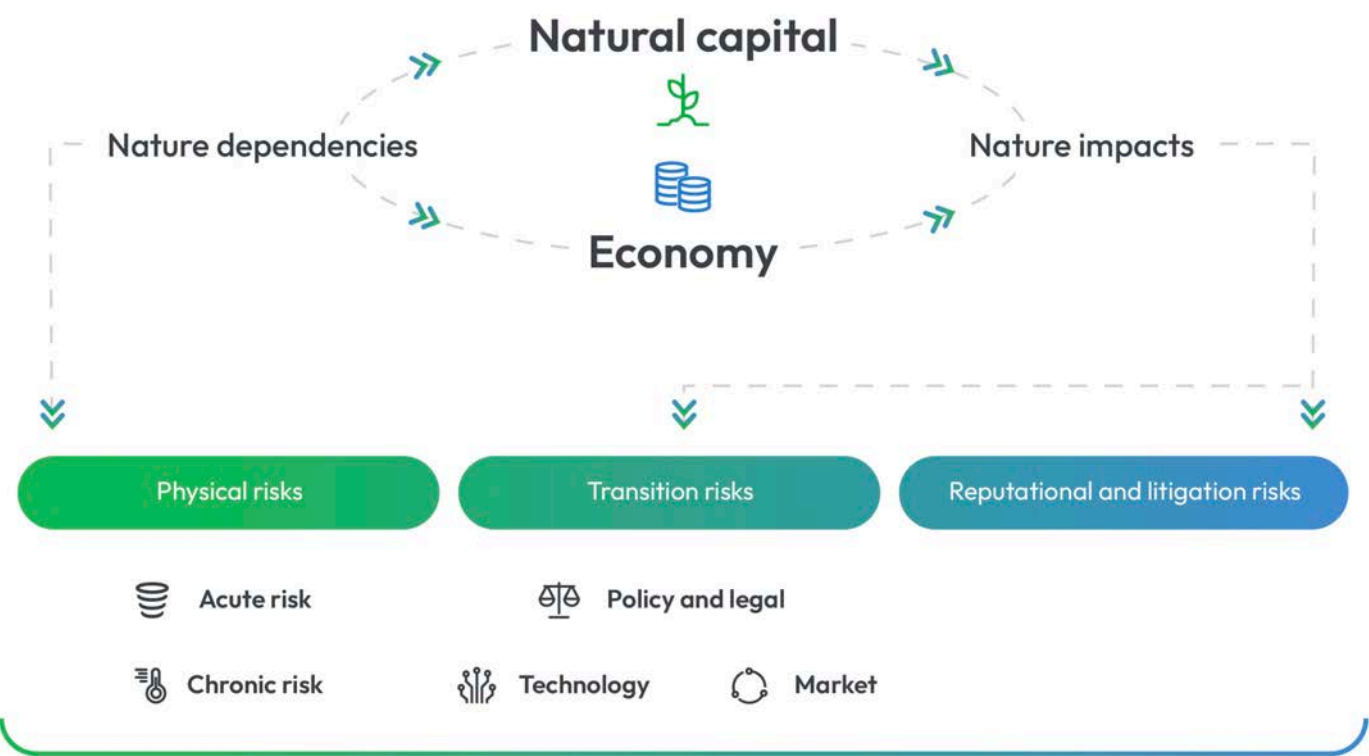 Natural capital
Nature dependencies
Nature impacts
Economy
Physical risks
Transition risks
Reputational and litigation risks
Acute risk
Policy and legal
Chronic risk
Technology
Market